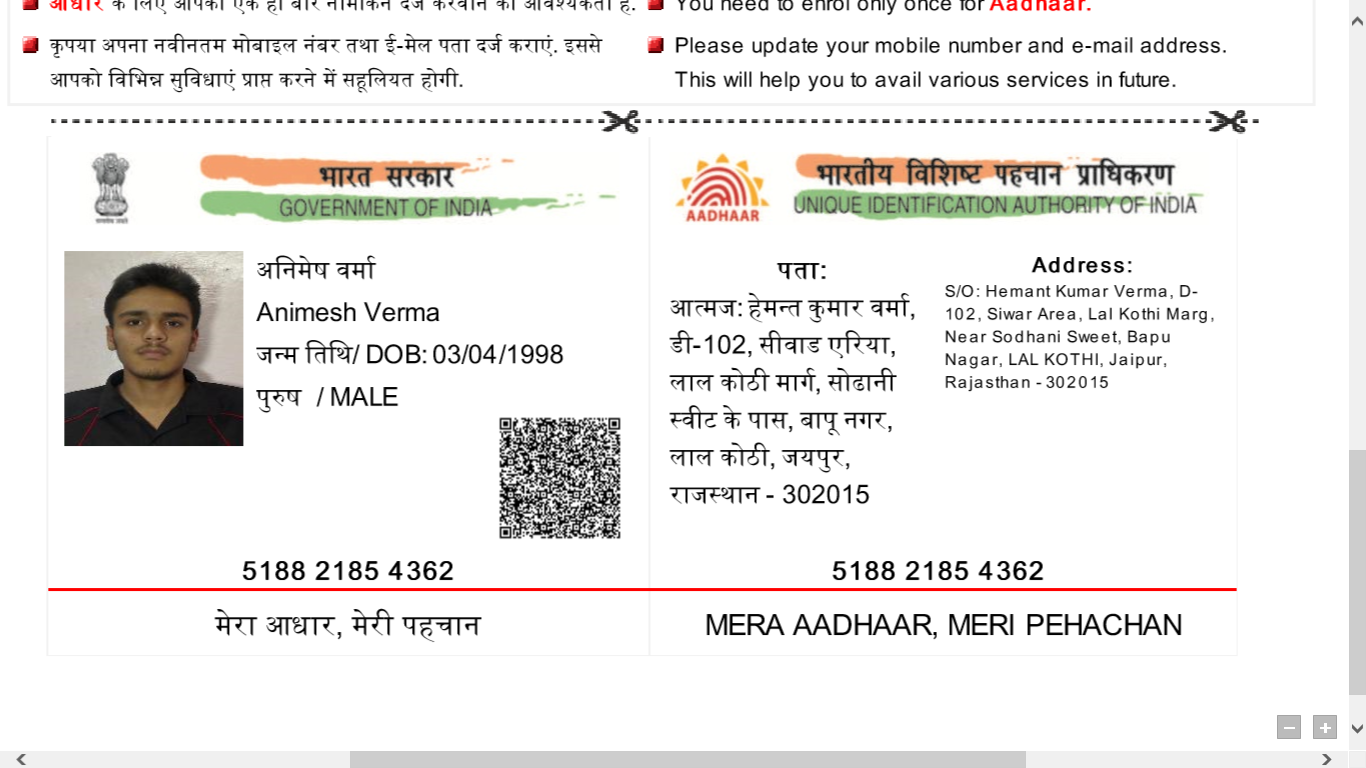 आधार के लिए आपको एक ही बार नामांकन दर्ज करवाने की आवश्यकता है.
कृपया अपना नवीनतम मोबाइल नंबर तथा ई-मेल पता दर्ज कराएं. इससे
आपको विभिन्न सुविधाएं प्राप्त करने में सहूलियत होगी.
You need to enrol only once for Aadhaar.
Please update your mobile number and e-mail address.
This will help you to avail various services in future.
भारत सरकार
GOVERNMENT OF INDIA
अनिमेष वर्मा
Animesh Verma
जन्म तिथि/ DOB: 03/04/1998
पुरुष / MALE
5188 2185 4362
मेरा आधार, मेरी पहचान
AADHAAR
भारतीय विशिष्ट पहचान प्राधिकरण
UNIQUE IDENTIFICATION AUTHORITY OF INDIA
पता:
आत्मज: हेमन्त कुमार वर्मा,
डी-102, सीवाड एरिया,
लाल कोठी मार्ग, सोढानी
स्वीट के पास, बापू नगर,
लाल कोठी, जयपुर,
राजस्थान - 302015
Address:
S/O: Hemant Kumar Verma, D-
102, Siwar Area, Lal Kothi Marg,
Near Sodhani Sweet, Bapu
Nagar, LAL KOTHI, Jaipur,
Rajasthan - 302015
5188 2185 4362
MERA AADHAAR, MERI PEHACHAN